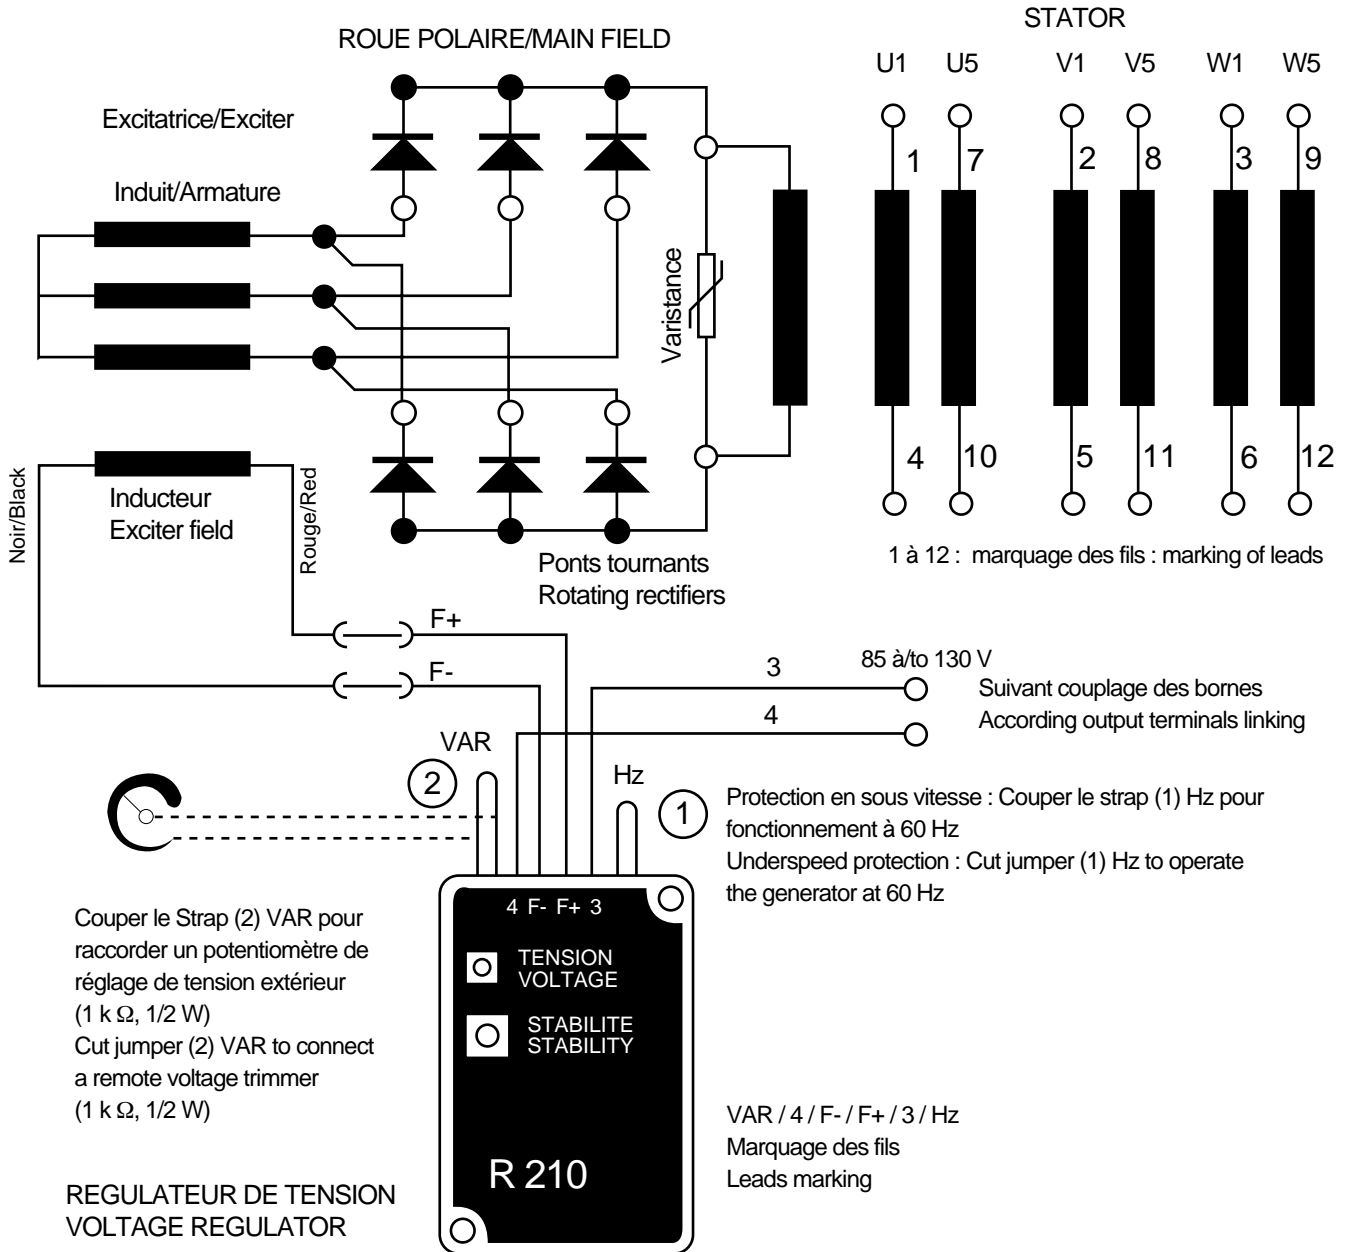 STATOR
ROUE POLAIRE/MAIN FIELD
U1 U5 V1 V5 W1 W5
Excitatrice/Exciter
1 7 2 8 3 9
Induit/Armature
Varistance
4 10 5 11 6 12
Noir/Black
Inducteur
Exciter field
Rouge/Red
Ponts tournants
Rotating rectifiers
1 à 12 : marquage des fils : marking of leads
F+
F-
3
4
85 à/to 130 V
Suivant couplage des bornes
According output terminals linking
VAR
2
Hz
1
Protection en sous vitesse : Couper le strap (1) Hz pour
fonctionnement à 60 Hz
Underspeed protection : Cut jumper (1) Hz to operate
the generator at 60 Hz
4 F- F+ 3
TENSION
VOLTAGE
STABILITE
STABILITY
R 210
Couper le Strap (2) VAR pour
raccorder un potentiomètre de
réglage de tension extérieur
(1 k Ω, 1/2 W)
Cut jumper (2) VAR to connect
a remote voltage trimmer
(1 k Ω, 1/2 W)
VAR / 4 / F- / F+ / 3 / Hz
Marquage des fils
Leads marking
REGULATEUR DE TENSION
VOLTAGE REGULATOR